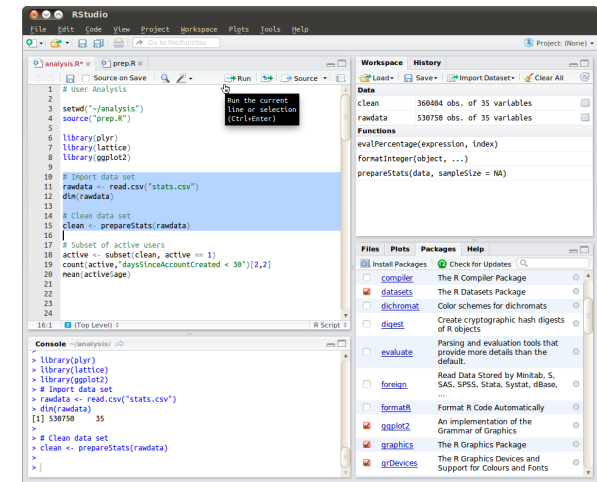 RStudio
File Edit Code View Project Workspace Plots Tools Help
Go to file/function
Project: (None)
analysis.R* prep.R
Source on Save Run Source
1 # User Analysis
2
3 setwd("~/analysis")
4 source("prep.R")
5
6 library(plyr)
7 library(lattice)
8 library(ggplot2)
9
10 # Import data set
11 rawdata <- read.csv("stats.csv")
12 dim(rawdata)
13
14 # Clean data set
15 clean <- prepareStats(rawdata)
16
17 # Subset of active users
18 active <- subset(clean, active == 1)
19 count(active,"daysSinceAccountCreated < 30")[2,2]
20 mean(active$age)
21
22
23
24
Run the current
line or selection
(Ctrl+Enter)
16:1 (Top Level) R Script
Console ~/analysis/
>
> library(plyr)
> library(lattice)
> library(ggplot2)
> # Import data set
> rawdata <- read.csv("stats.csv")
> dim(rawdata)
[1] 530750 35
>
> # Clean data set
> clean <- prepareStats(rawdata)
>
>
Workspace History
Load Save Import Dataset Clear All
Data
clean 360404 obs. of 35 variables
rawdata 530750 obs. of 35 variables
Functions
evalPercentage(expression, index)
formatInteger(object, ...)
prepareStats(data, sampleSize = NA)
Files Plots Packages Help
Install Packages Check for Updates
compiler The R Compiler Package
datasets The R Datasets Package
dichromat Color schemes for dichromats
digest Create cryptographic hash digests
of R objects
evaluate Parsing and evaluation tools that
provide more details than the
default.
foreign Read Data Stored by Minitab, S,
SAS, SPSS, Stata, Systat, dBase,
...
formatR Format R Code Automatically
ggplot2 An implementation of the
Grammar of Graphics
graphics The R Graphics Package
grDevices The R Graphics Devices and
Support for Colours and Fonts